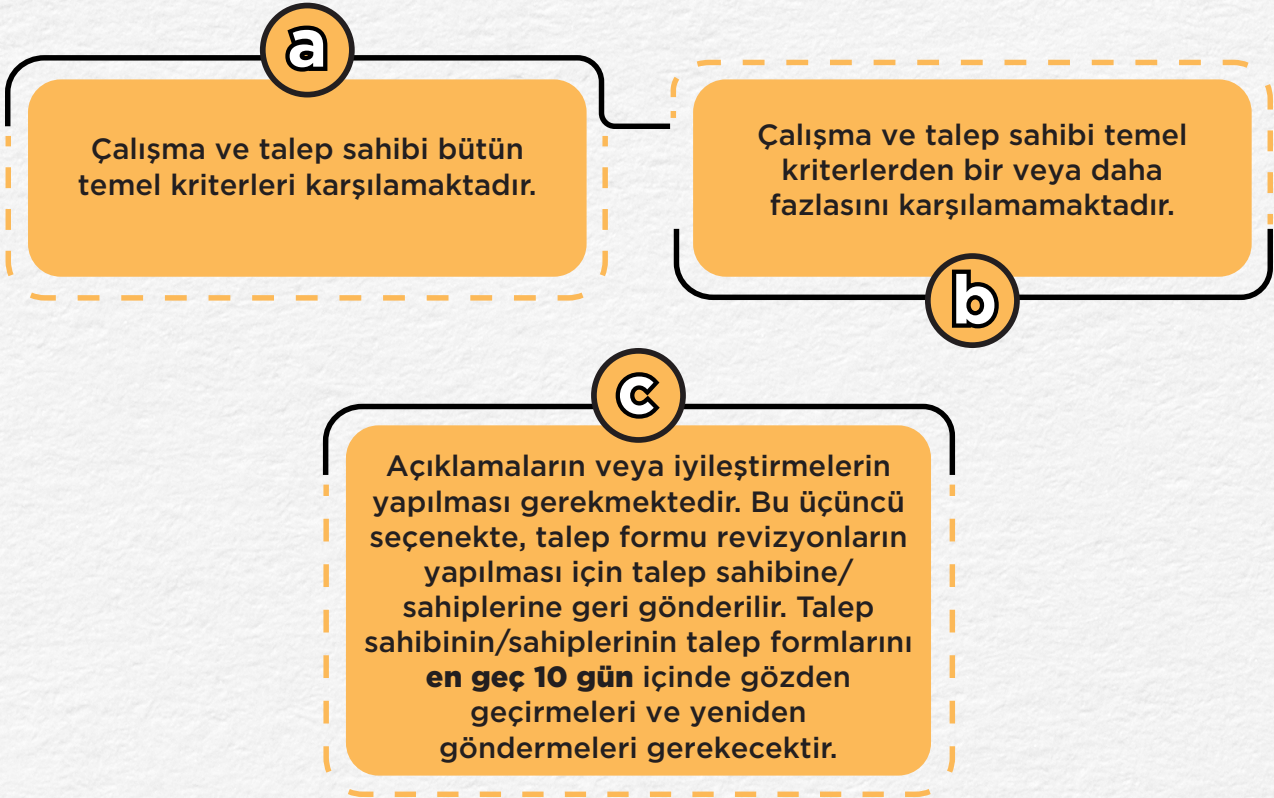 a
Çalışma ve talep sahibi bütün
temel kriterleri karşılamaktadır.
Çalışma ve talep sahibi temel
kriterlerden bir veya daha
fazlasını karşılamamaktadır.
b
c
Açıklamaların veya iyileştirmelerin
yapılması gerekmektedir. Bu üçüncü
seçenekte, talep formu revizyonların
yapılması için talep sahibine/
sahiplerine geri gönderilir. Talep
sahibinin/sahiplerinin talep formlarını
en geç 10 gün içinde gözden
geçirmeleri ve yeniden
göndermeleri gerekecektir.